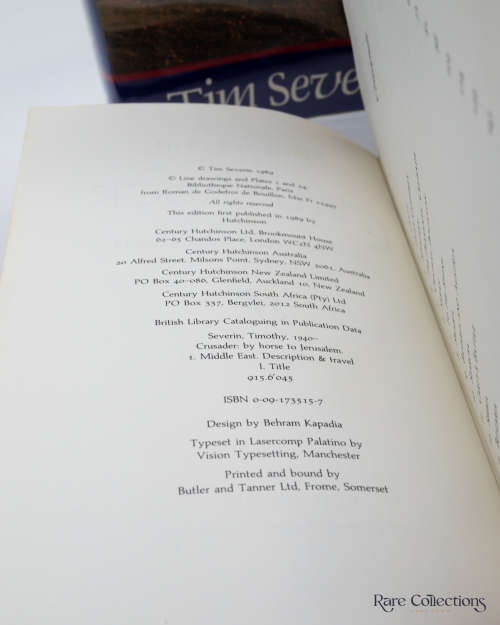 Tim Seve
© Tim Severin, 1989
© Line drawings and Plates 1 and 24,
Bibliotheque Nationale, Paris
from Roman de Godefroi de Bouillon, Mss Fr
All rights reserved
This edition first published in 1989 by
Hutchinson
Century Hutchinson Ltd, Brookmount House
62–65 Chandos Place, London WC2N 4NW
Century Hutchinson Australia
20 Alfred Street, Milsons Point, Sydney, NSW 2061, Australia
Century Hutchinson New Zealand Limited
PO Box 40-086, Glenfield, Auckland 10, New Zealand
Century Hutchinson South Africa (Pty) Ltd
PO Box 337, Bergvlei, 2012 South Africa
British Library Cataloguing in Publication Data
Severin, Timothy, 1940–
Crusader: by horse to Jerusalem.
1. Middle East. Description & travel
I. Title
915.6'045
ISBN 0-09-173515-7
Design by Behram Kapadia
Typeset in Lasercomp Palatino by
Vision Typesetting, Manchester
Printed and bound by
Butler and Tanner Ltd, Frome, Somerset
Rare Collections